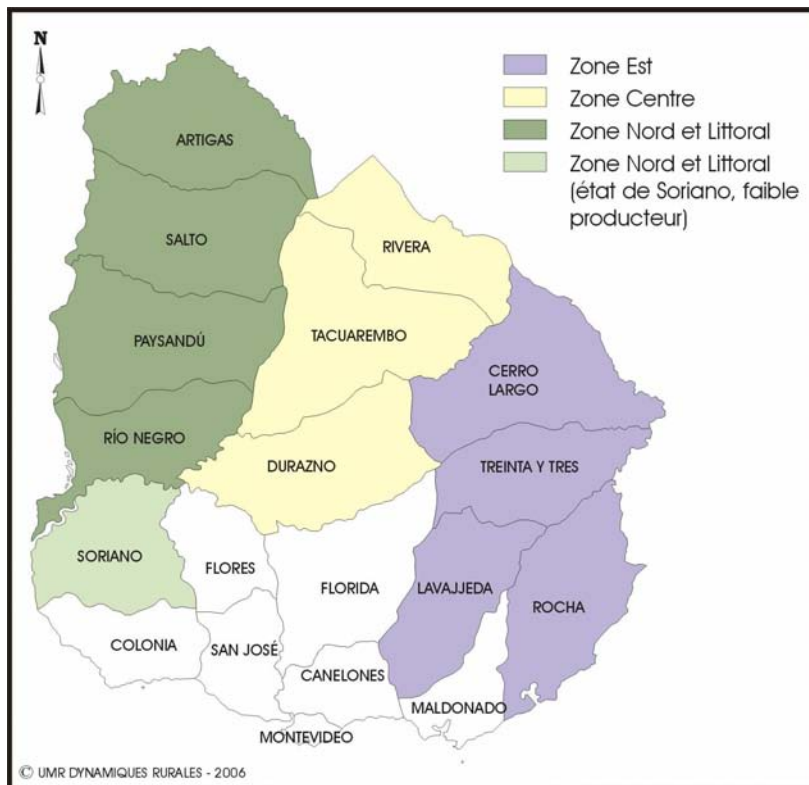 N
Zone Est
Zone Centre
Zone Nord et Littoral
Zone Nord et Littoral
(état de Soriano, faible
producteur)
ARTIGAS
SALTO
RIVERA
PAYSANDÚ
TACUAREMBO
CERRO
LARGO
RÍO NEGRO
DURAZNO
TREINTA Y TRES
SORIANO
FLORES
FLORIDA
LAVAJJEDA
ROCHA
COLONIA
SAN JOSÉ
CANELONES
MALDONADO
MONTEVIDEO
© UMR DYNAMIQUES RURALES - 2006